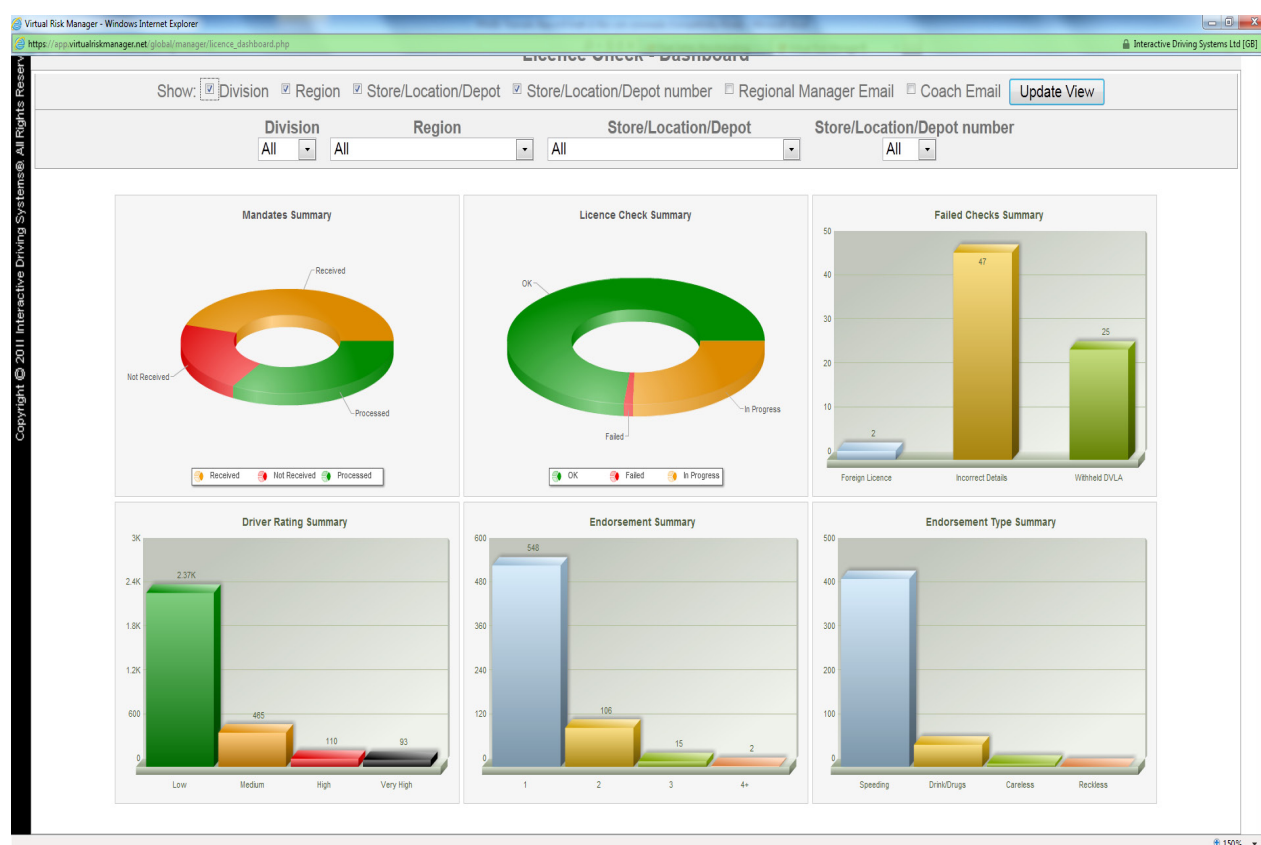 Virtual Risk Manager - Windows Internet Explorer
https://app.virtualriskmanager.net/global/manager/licence_dashboard.php
Interactive Driving Systems Ltd [GB]
Copyright © 2011 Interactive Driving Systems®. All Rights Reserv
Licence Check - Dashboard
Show: Division Region Store/Location/Depot Store/Location/Depot number Regional Manager Email Coach Email Update View
Division Region Store/Location/Depot Store/Location/Depot number
All All All All
Mandates Summary
Received
Not Received
Processed
Received Not Received Processed
Licence Check Summary
OK
In Progress
Failed
OK Failed In Progress
Failed Checks Summary
50
40
30
20
10
0
2
47
25
Foreign Licence Incorrect Details Withheld DVLA
Driver Rating Summary
3K
2.4K
1.8K
1.2K
600
0
2.37K
465
110
93
Low Medium High Very High
Endorsement Summary
600
480
360
240
120
0
548
106
15
2
1 2 3 4+
Endorsement Type Summary
500
400
300
200
100
0
Speeding Drink/Drugs Careless Reckless
150%